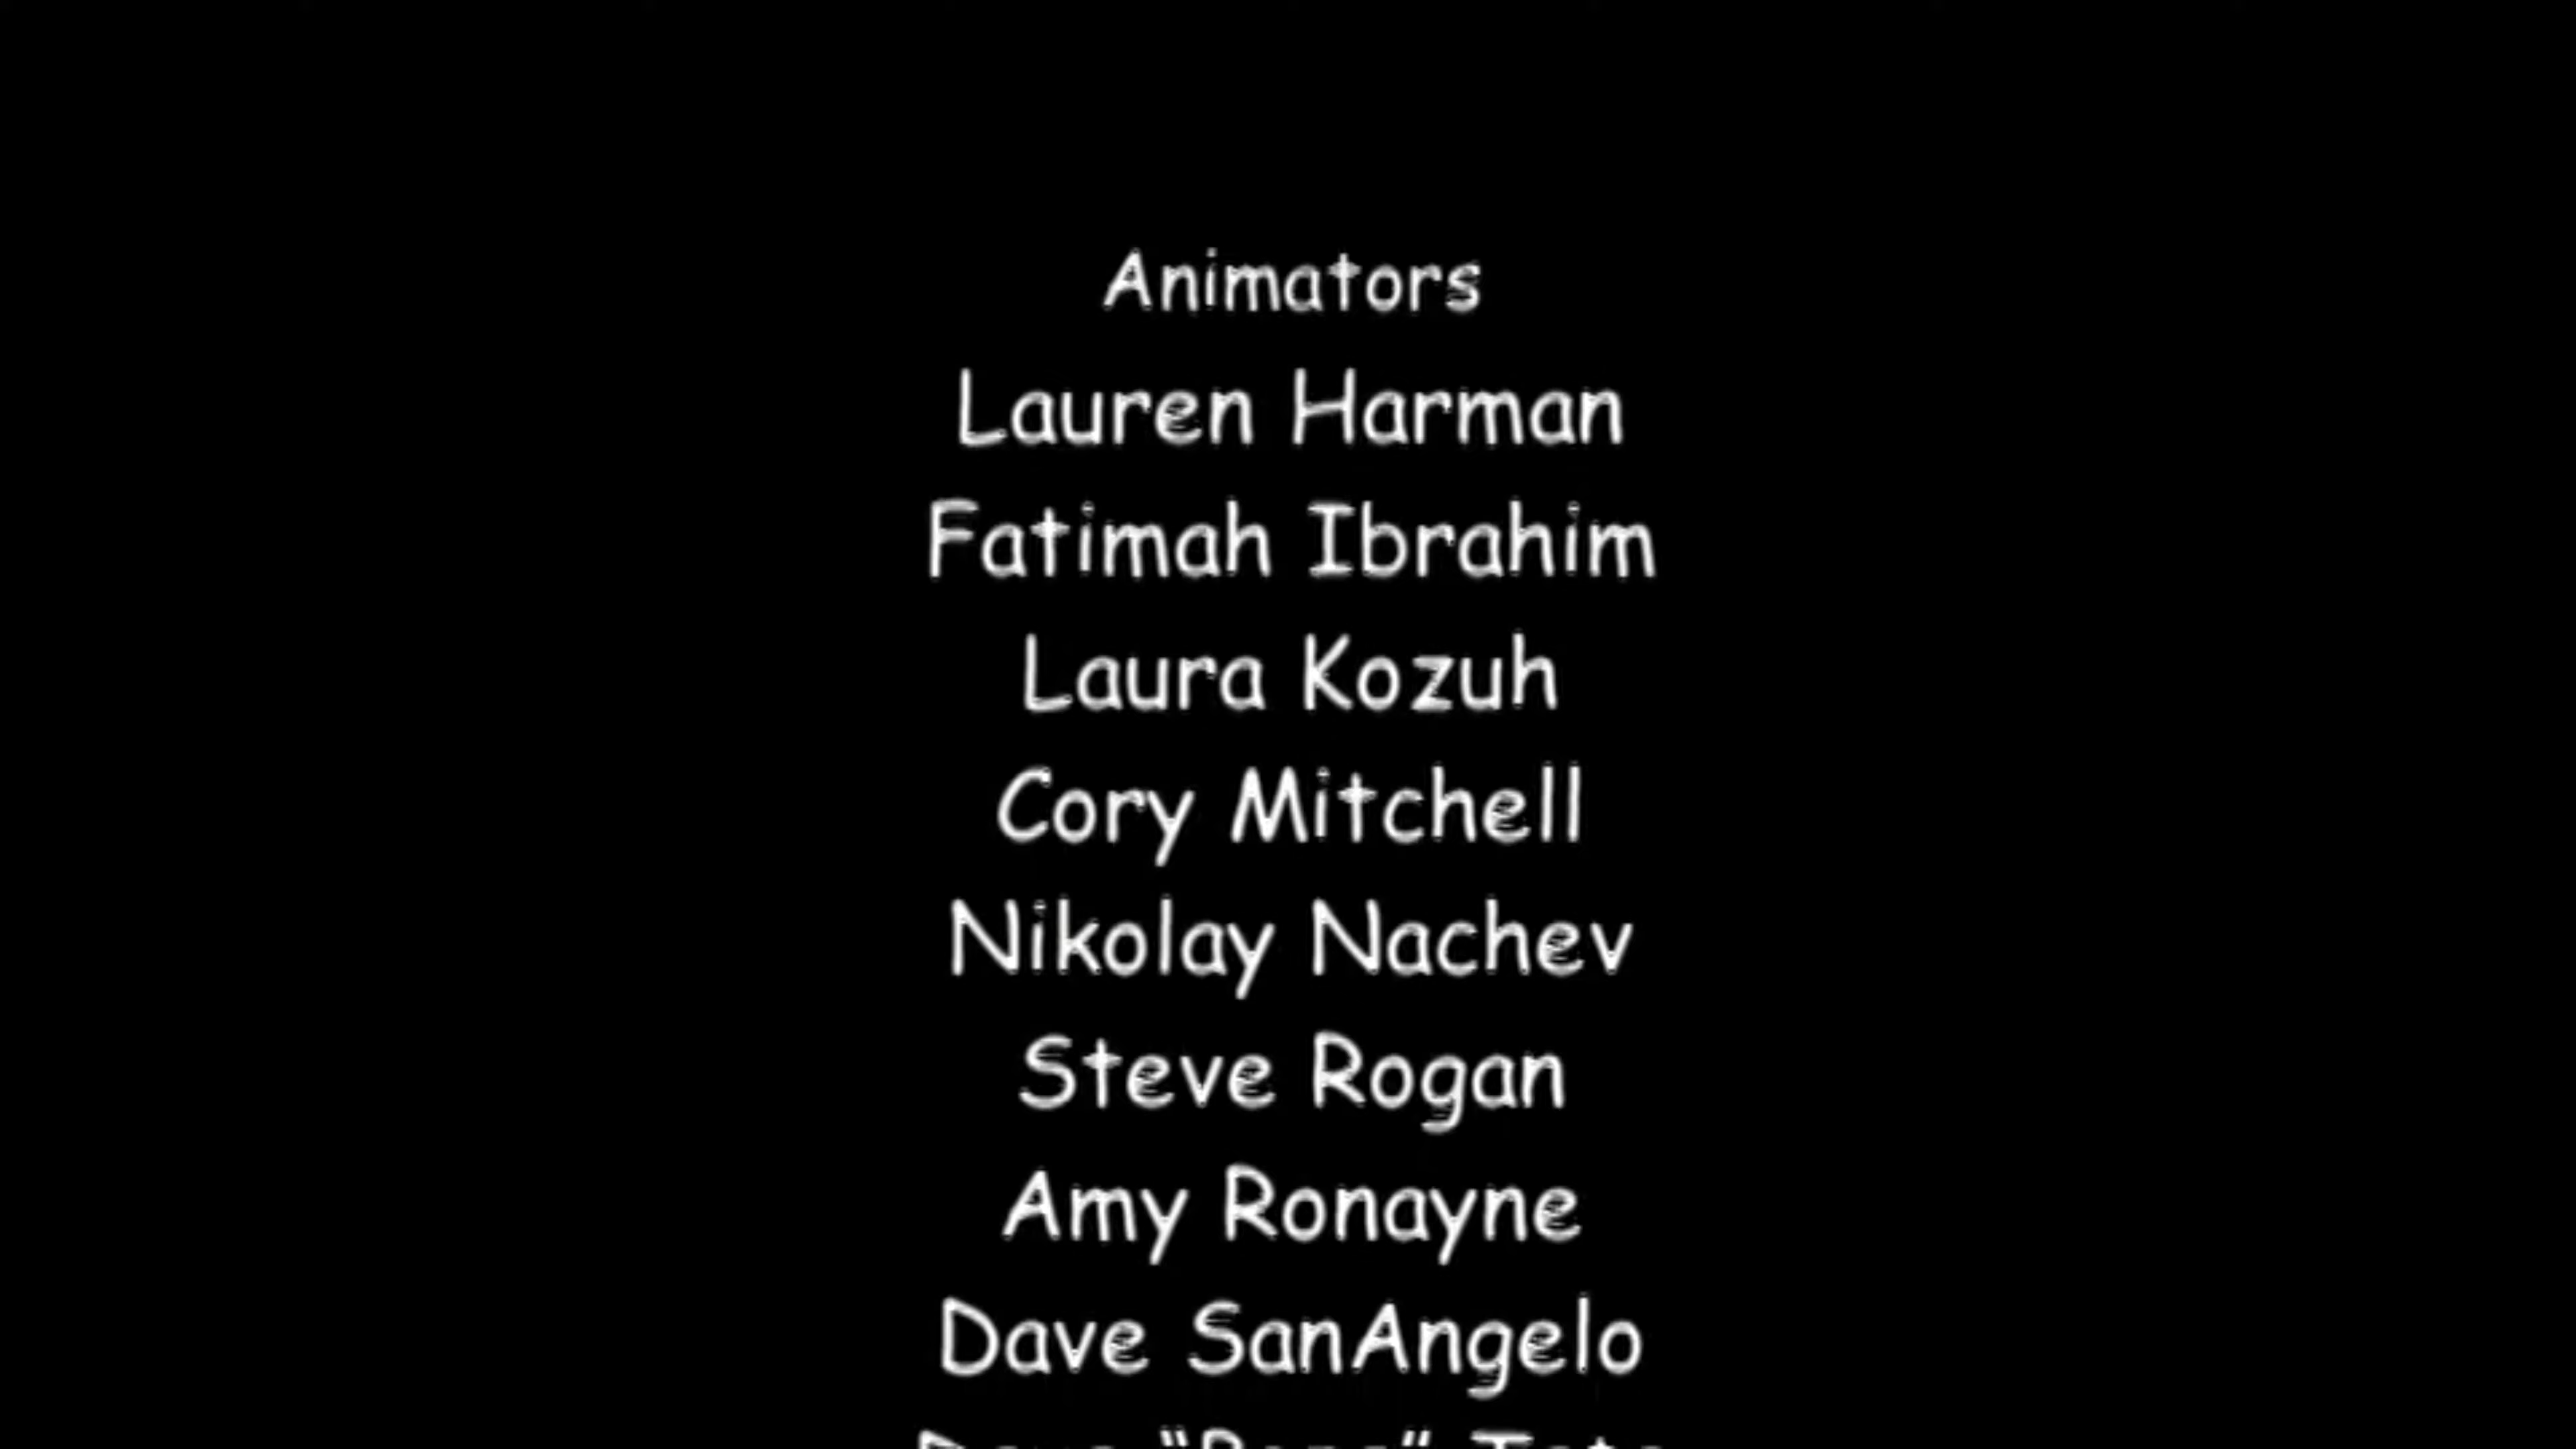 Animators
Lauren Harman
Fatimah Ibrahim
Laura Kozuh
Cory Mitchell
Nikolay Nachev
Steve Rogan
Amy Ronayne
Dave SanAngelo